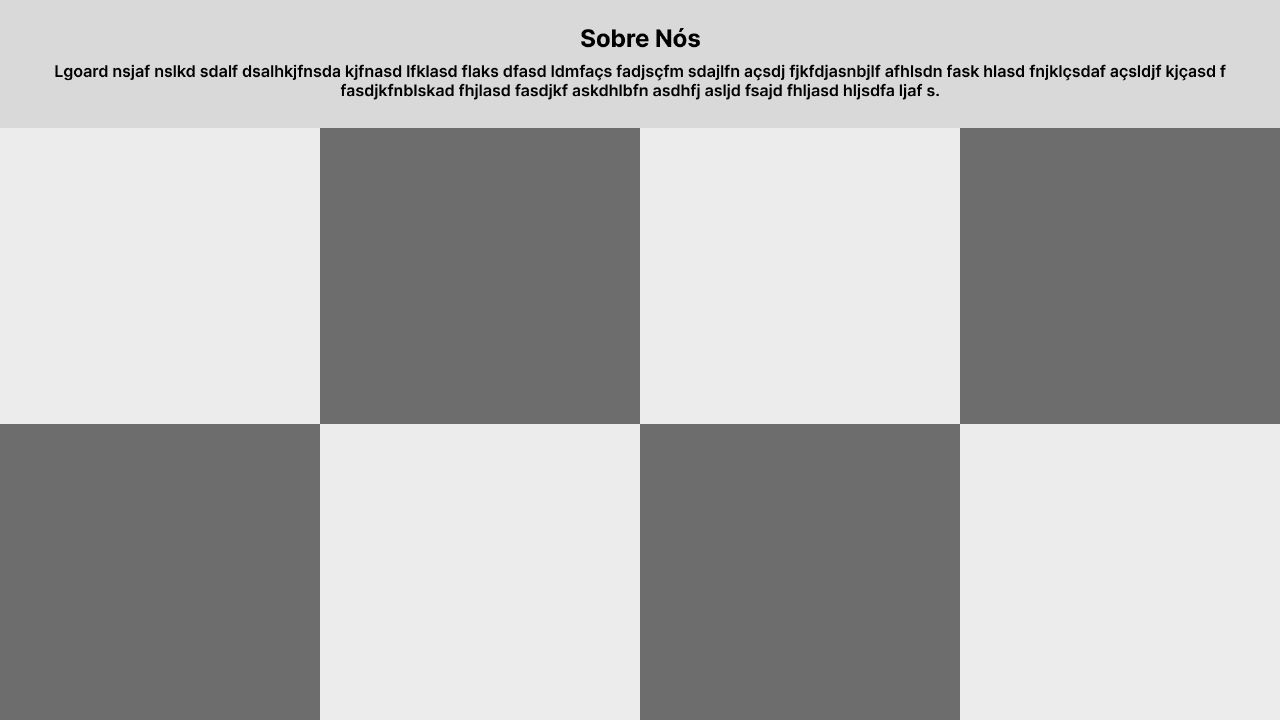 Sobre Nós
Lgoard nsjaf nslkd sdalf dsalhkjfnsda kjfnasd lfklasd flaks dfasd ldmfaçs fadjsçfm sdajlfn açsdj fjkfdjasnbjlf afhlsdn fask hlasd fnjklçsdaf açsldjf kjçasd f
fasdjkfnblskad fhjlasd fasdjkf askdhlbfn asdhfj asljd fsajd fhljasd hljsdfa ljaf s.